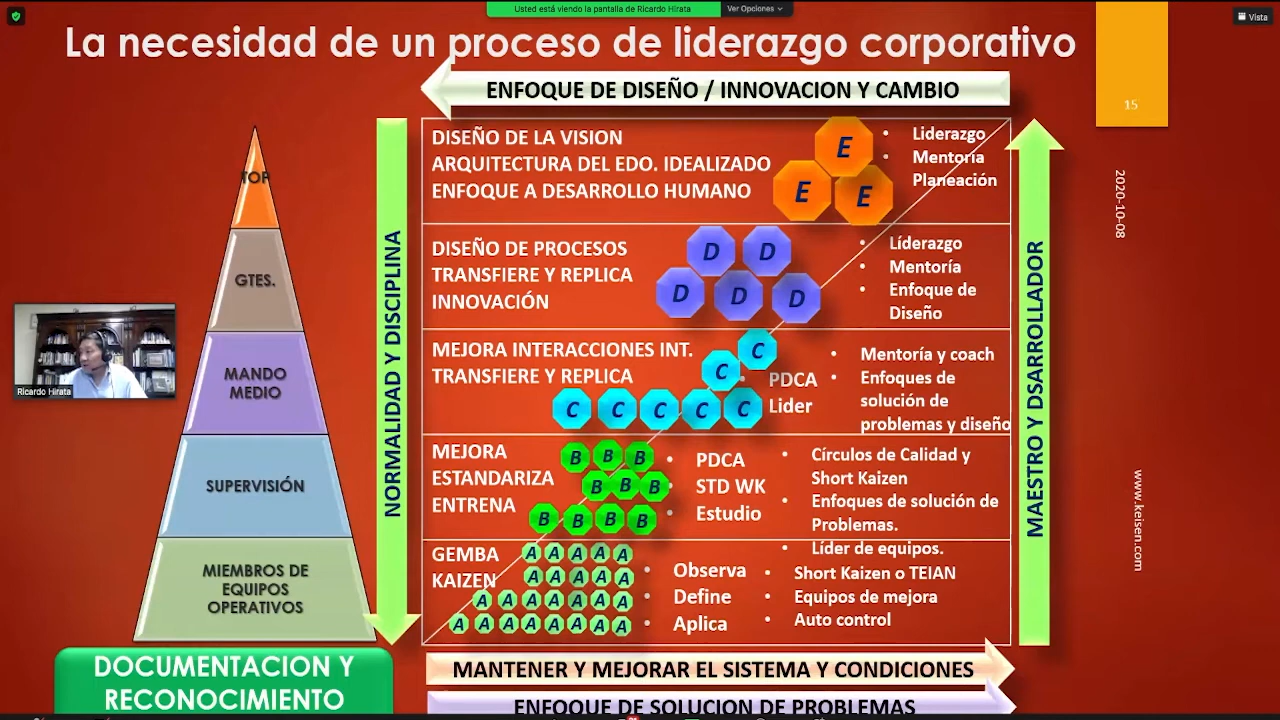 Usted está viendo la pantalla de Ricardo Hirata
Ver Opciones
Vista
La necesidad de un proceso de liderazgo corporativo
15
2020-10-08
www.keisen.com
ENFOQUE DE DISEÑO / INNOVACION Y CAMBIO
TOP
GTES.
MANDO
MEDIO
SUPERVISIÓN
MIEMBROS DE
EQUIPOS
OPERATIVOS
Ricardo Hirata
NORMALIDAD Y DISCIPLINA
DISEÑO DE LA VISION
ARQUITECTURA DEL EDO. IDEALIZADO
ENFOQUE A DESARROLLO HUMANO
E
E E
• Liderazgo
• Mentoría
Planeación
DISEÑO DE PROCESOS
TRANSFIERE Y REPLICA
INNOVACIÓN
D D
D D D
• Líderazgo
• Mentoría
• Enfoque de
Diseño
MEJORA INTERACCIONES INT.
TRANSFIERE Y REPLICA
C
C
C C C C C
• PDCA
Lider
• Mentoría y coach
• Enfoques de
solución de
problemas y diseño
MEJORA
ESTANDARIZA
ENTRENA
B B B
B B B
B B B B
• PDCA
• STD WK
• Estudio
• Círculos de Calidad y
Short Kaizen
• Enfoques de solución de
Problemas.
• Líder de equipos.
GEMBA
KAIZEN
A A A A A
A A A A A
A A A A A A A
A A A A A A A A
• Observa
• Define
• Aplica
• Short Kaizen o TEIAN
• Equipos de mejora
• Auto control
MAESTRO Y DSARROLLADOR
DOCUMENTACION Y
RECONOCIMIENTO
MANTENER Y MEJORAR EL SISTEMA Y CONDICIONES
ENFOQUE DE SOLUCION DE PROBLEMAS